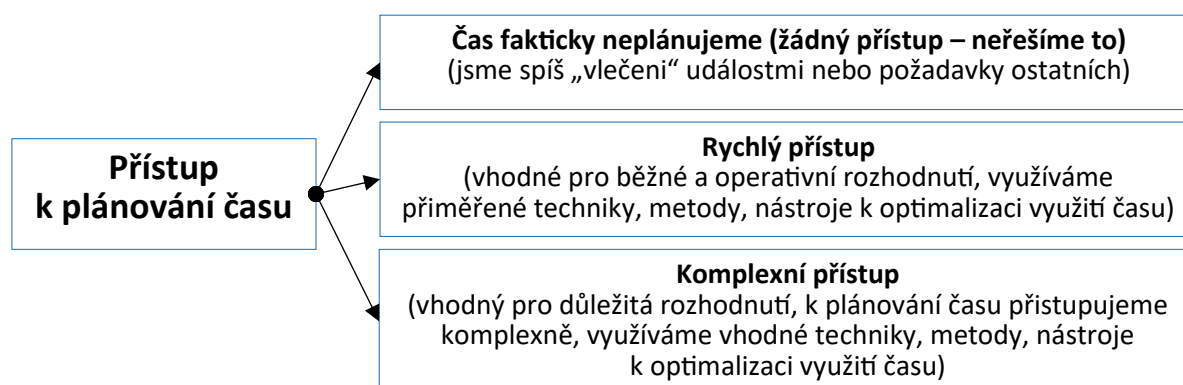 Přístup
k plánování času
Čas fakticky neplánujeme (žádný přístup – neřešíme to)
(jsme spíš „vlečeni“ událostmi nebo požadavky ostatních)
Rychlý přístup
(vhodné pro běžné a operativní rozhodnutí, využíváme
přiměřené techniky, metody, nástroje k optimalizaci využití času)
Komplexní přístup
(vhodný pro důležitá rozhodnutí, k plánování času přistupujeme
komplexně, využíváme vhodné techniky, metody, nástroje
k optimalizaci využití času)